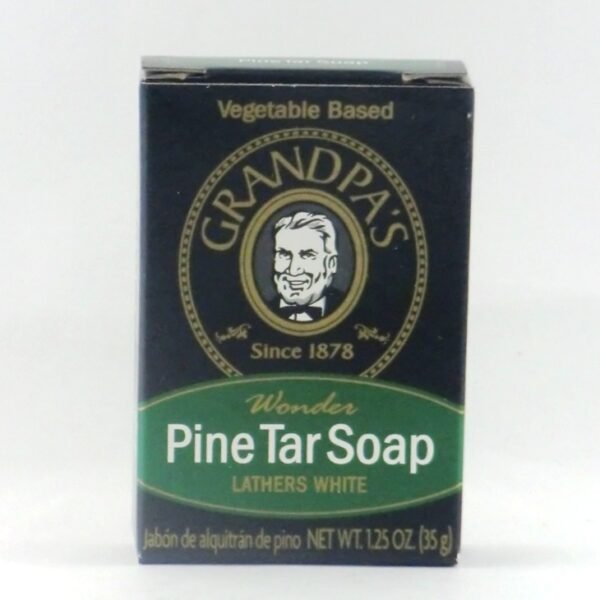 Pine Tar Soap
Vegetable Based
GRANDPA'S
Since 1878
Wonder
Pine Tar Soap
LATHERS WHITE
Jabón de alquitrán de pino NET WT. 1.25 OZ. (35 g)